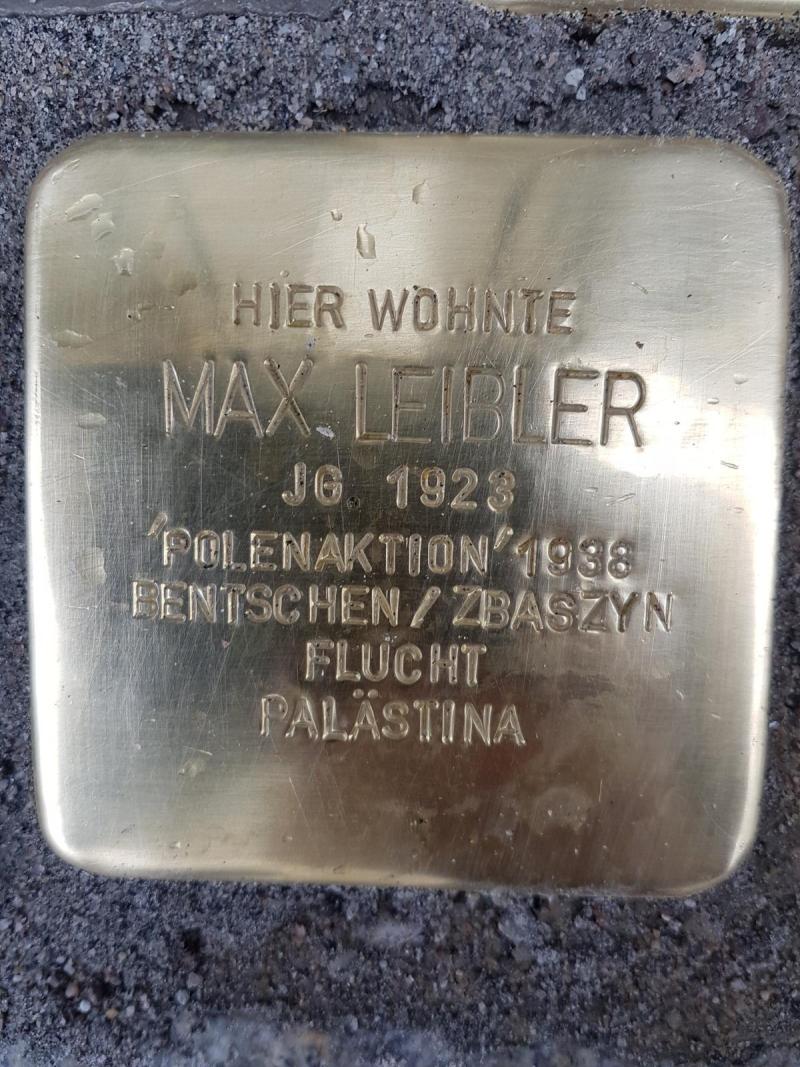 HIER WOHNTE
MAX LEIBLER
JG 1923
'POLENAKTION' 1938
BENTSCHEN / ZBASZYN
FLUCHT
PALÄSTINA